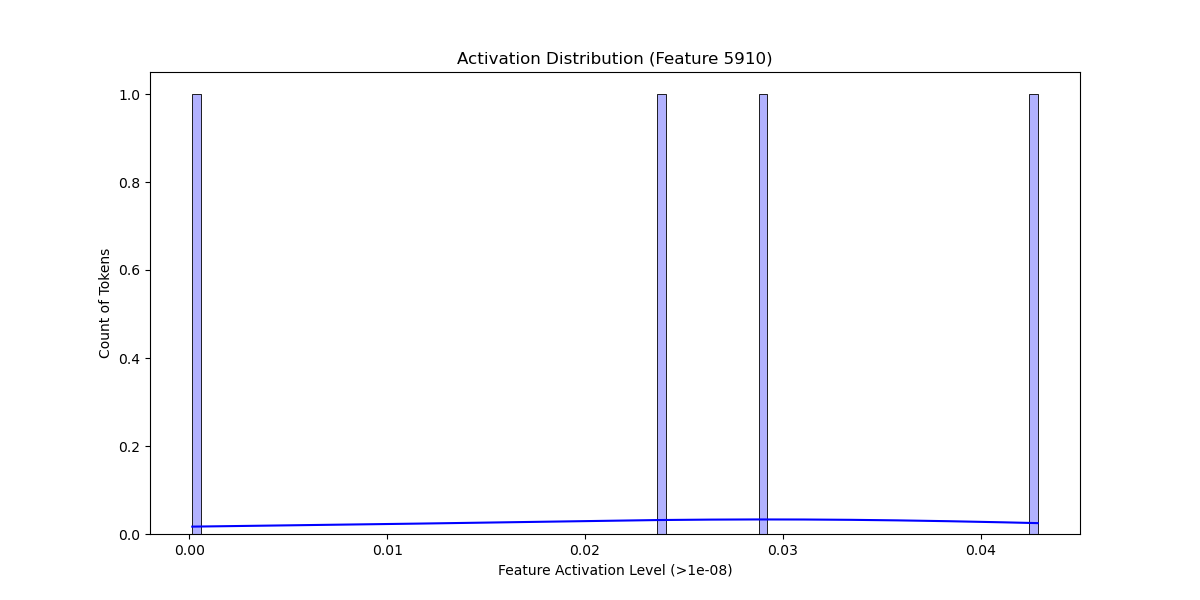 Activation Distribution (Feature 5910)
1.0
0.8
0.6
0.4
0.2
0.0
Count of Tokens
0.00 0.01 0.02 0.03 0.04
Feature Activation Level (>1e-08)